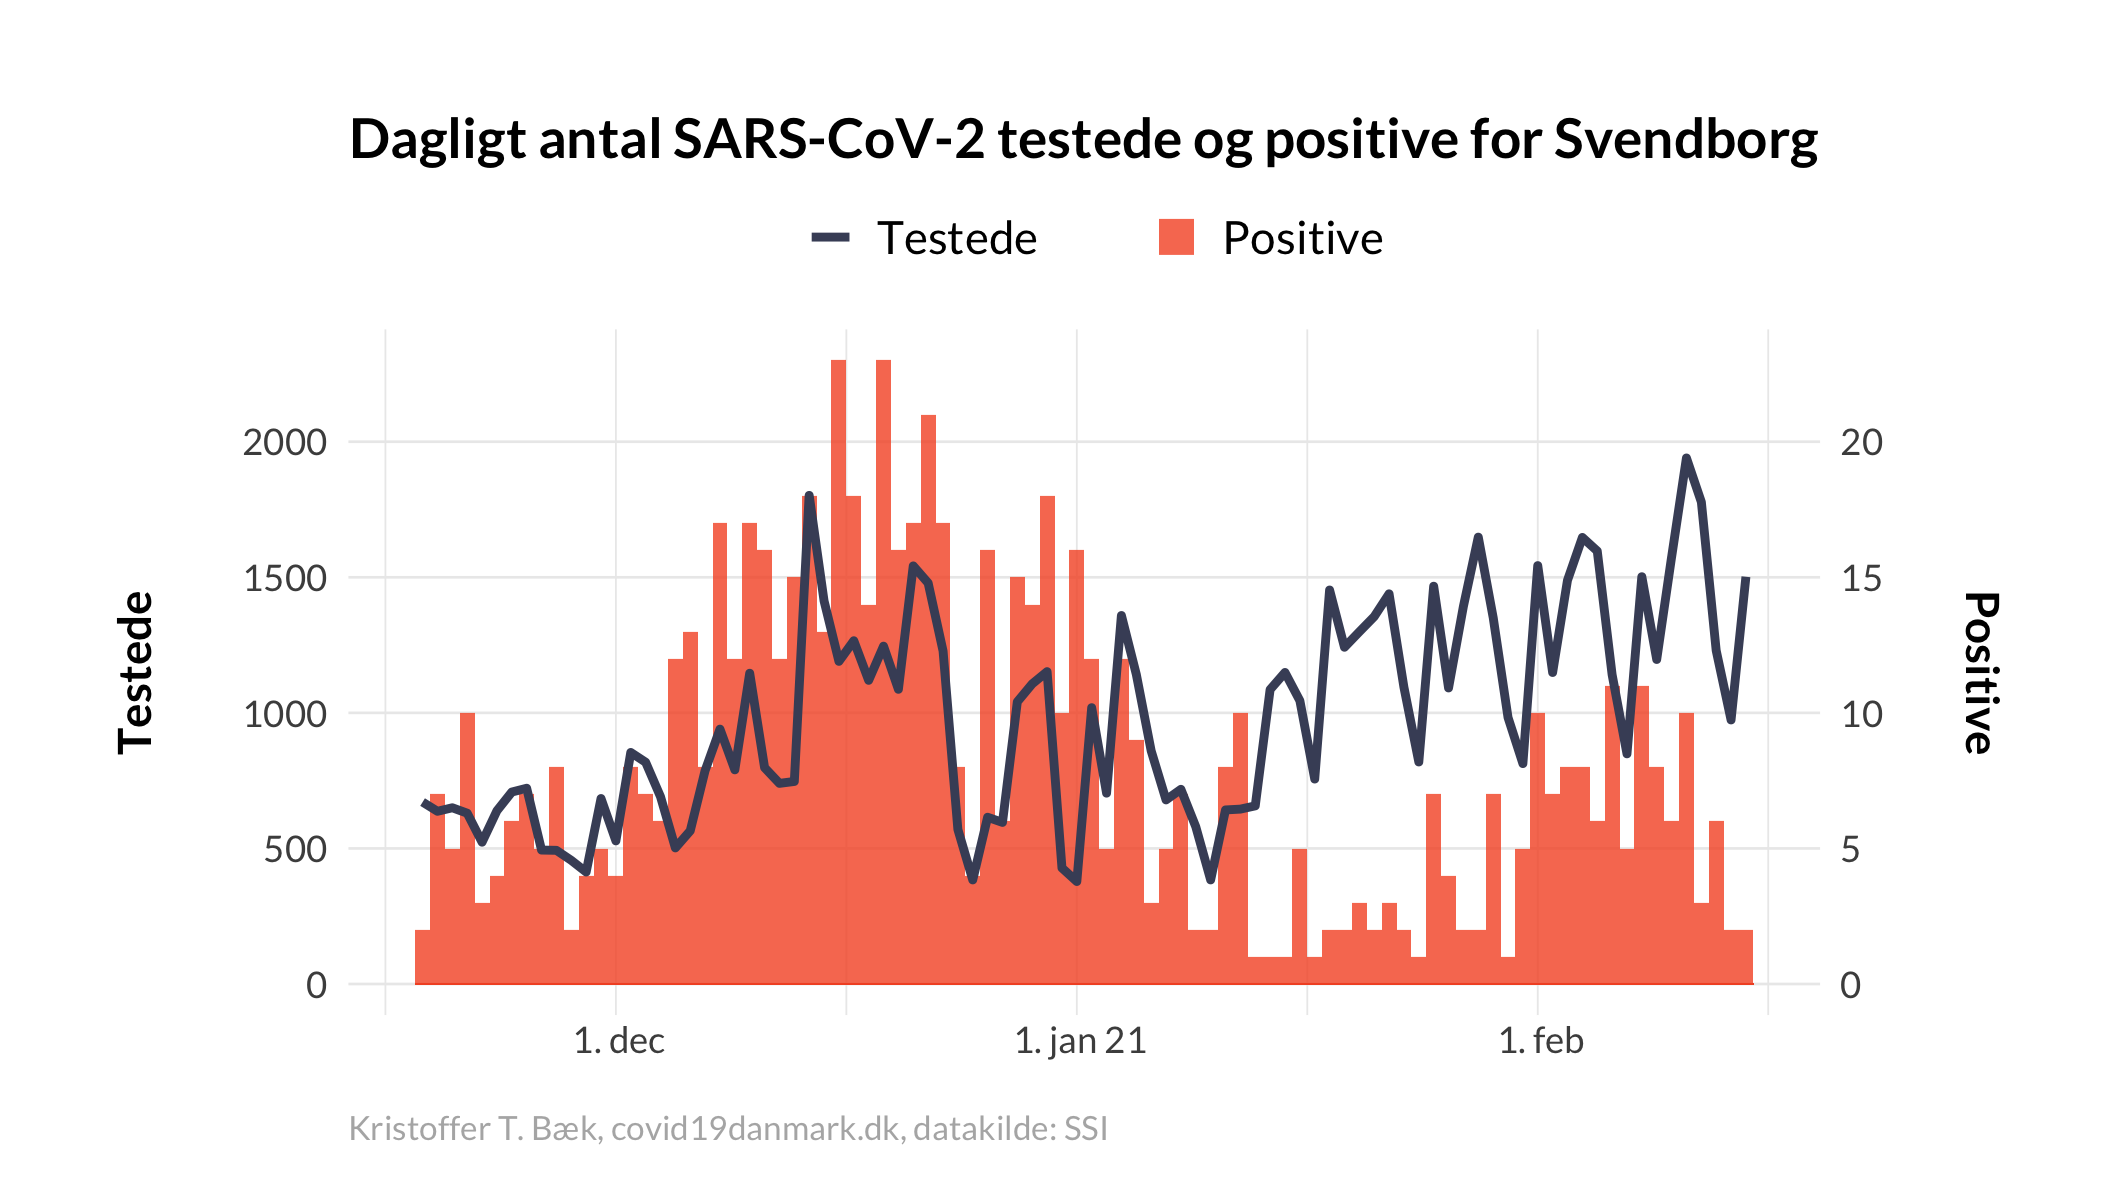 Dagligt antal SARS-CoV-2 testede og positive for Svendborg
Testede
Positive
2000
1500
1000
500
0
Testede
20
15
10
5
0
Positive
1. dec
1. jan 21
1. feb
Kristoffer T. Bæk, covid19danmark.dk, datakilde: SSI